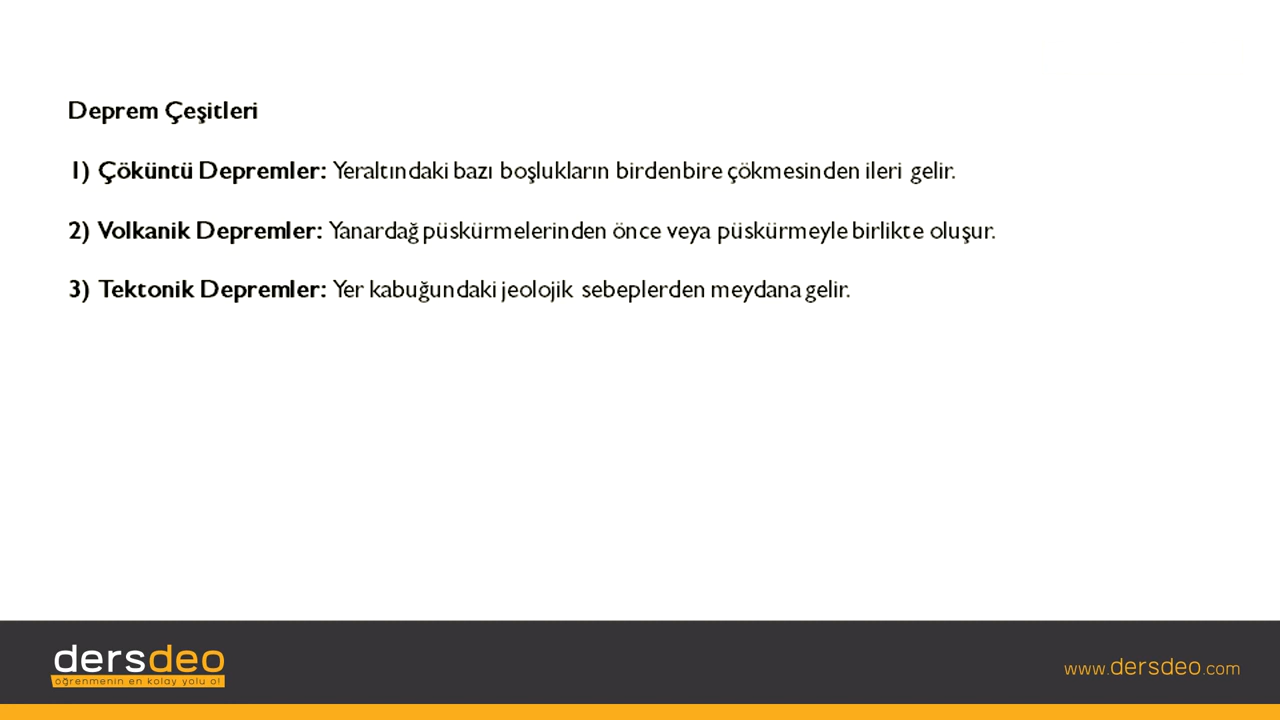 Deprem Çeşitleri
1) Çöküntü Depremler: Yeraltındaki bazı boşlukların birdenbire çökmesinden ileri gelir.
2) Volkanik Depremler: Yanardağ püskürmelerinden önce veya püskürmeyle birlikte oluşur.
3) Tektonik Depremler: Yer kabuğundaki jeolojik sebeplerden meydana gelir.
dersdeo
öğrenmenin en kolay yolu o!
www.dersdeo.com